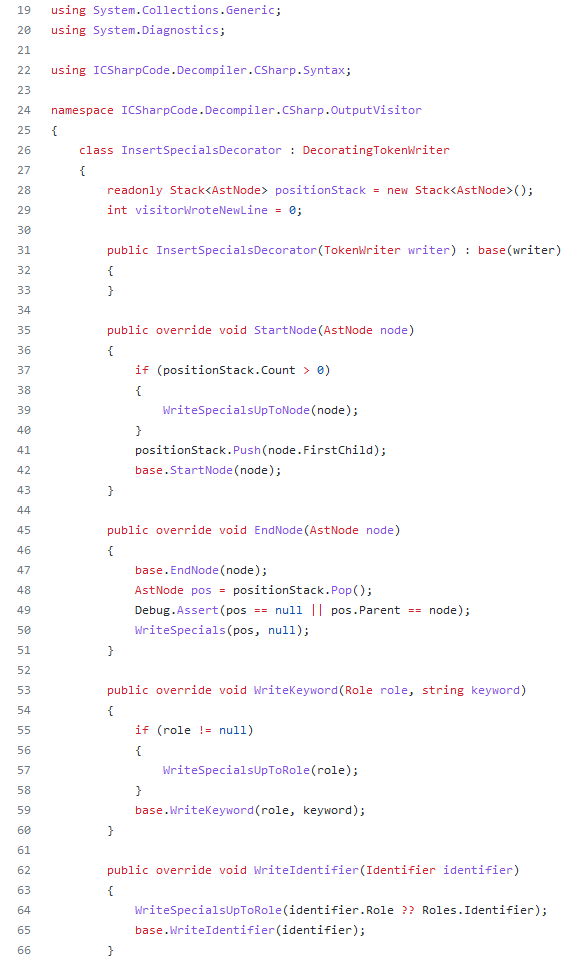 19 using System.Collections.Generic;
20 using System.Diagnostics;
21
22 using ICSharpCode.Decompiler.CSharp.Syntax;
23
24 namespace ICSharpCode.Decompiler.CSharp.OutputVisitor
25 {
26     class InsertSpecialsDecorator : DecoratingTokenWriter
27     {
28         readonly Stack<AstNode> positionStack = new Stack<AstNode>();
29         int visitorWroteNewLine = 0;
30
31         public InsertSpecialsDecorator(TokenWriter writer) : base(writer)
32         {
33         }
34
35         public override void StartNode(AstNode node)
36         {
37             if (positionStack.Count > 0)
38             {
39                 WriteSpecialsUpToNode(node);
40             }
41             positionStack.Push(node.FirstChild);
42             base.StartNode(node);
43         }
44
45         public override void EndNode(AstNode node)
46         {
47             base.EndNode(node);
48             AstNode pos = positionStack.Pop();
49             Debug.Assert(pos == null || pos.Parent == node);
50             WriteSpecials(pos, null);
51         }
52
53         public override void WriteKeyword(Role role, string keyword)
54         {
55             if (role != null)
56             {
57                 WriteSpecialsUpToRole(role);
58             }
59             base.WriteKeyword(role, keyword);
60         }
61
62         public override void WriteIdentifier(Identifier identifier)
63         {
64             WriteSpecialsUpToRole(identifier.Role ?? Roles.Identifier);
65             base.WriteIdentifier(identifier);
66         }